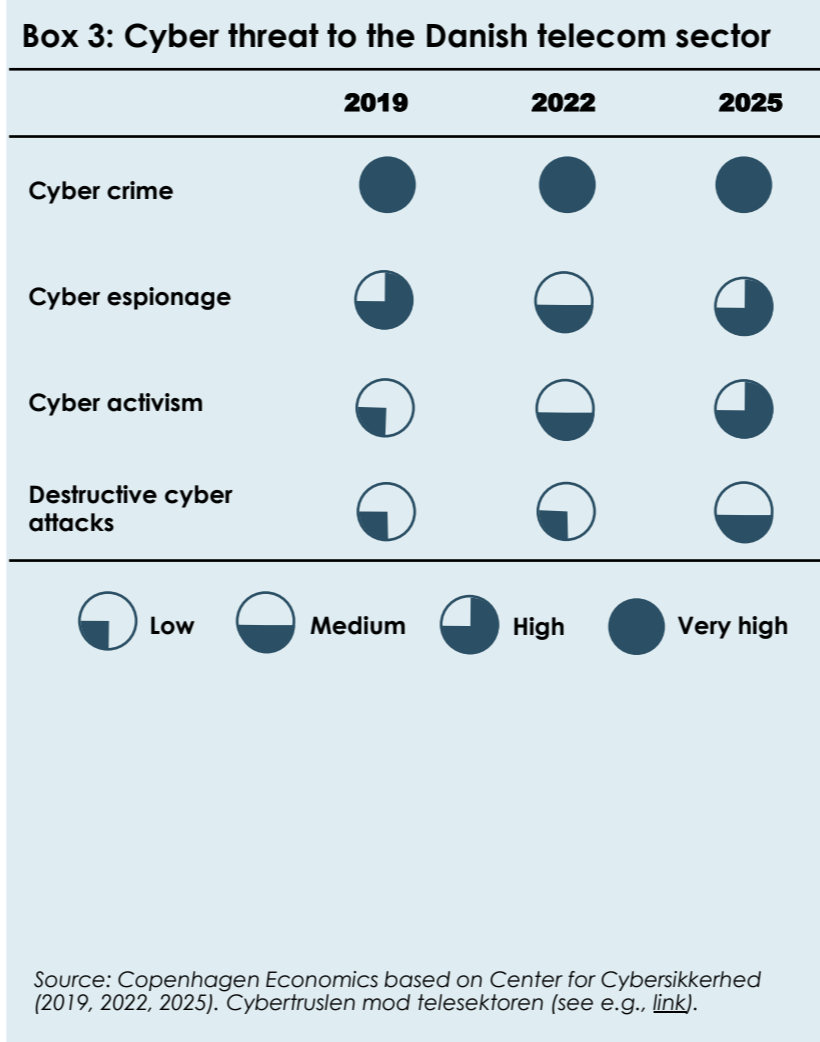 Box 3: Cyber threat to the Danish telecom sector
2019 2022 2025
Cyber crime
Cyber espionage
Cyber activism
Destructive cyber
attacks
Low Medium High Very high
Source: Copenhagen Economics based on Center for Cybersikkerhed
(2019, 2022, 2025). Cybertruslen mod telesektoren (see e.g., link).